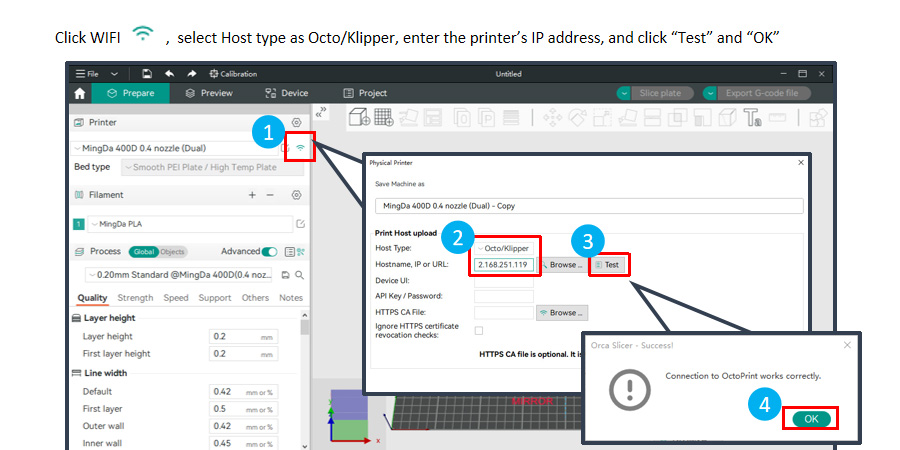 Click WIFI , select Host type as Octo/Klipper, enter the printer's IP address, and click “Test” and “OK”
File Calibration Untitled
Prepare Preview Device Project Slice plate Export G-code file
Printer
1
MingDa 400D 0.4 nozzle (Dual)
Bed type Smooth PEI Plate / High Temp Plate
Filament
1 MingDa PLA
Process Global Objects Advanced
0.20mm Standard @MingDa 400D(0.4 noz...
Quality Strength Speed Support Others Notes
Layer height
Layer height 0.2 mm
First layer height 0.2 mm
Line width
Default 0.42 mm or %
First layer 0.5 mm or %
Outer wall 0.42 mm or %
Inner wall 0.45 mm or %
Physical Printer
Save Machine as
MingDa 400D 0.4 nozzle (Dual) - Copy
Print Host upload
2
3
Host Type: Octo/Klipper
Hostname, IP or URL: 2.168.251.119 Browse ... Test
Device UI:
API Key / Password:
HTTPS CA File: Browse ...
Ignore HTTPS certificate
revocation checks:
HTTPS CA file is optional. It is
Orca Slicer - Success!
Connection to OctoPrint works correctly.
4
OK
Y
X